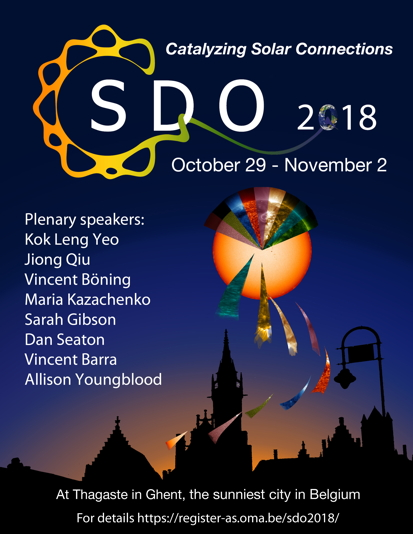 Catalyzing Solar Connections
SDO 2018
October 29 - November 2
Plenary speakers:
Kok Leng Yeo
Jiong Qiu
Vincent Böning
Maria Kazachenko
Sarah Gibson
Dan Seaton
Vincent Barra
Allison Youngblood
At Thagaste in Ghent, the sunniest city in Belgium
For details https://register-as.oma.be/sdo2018/